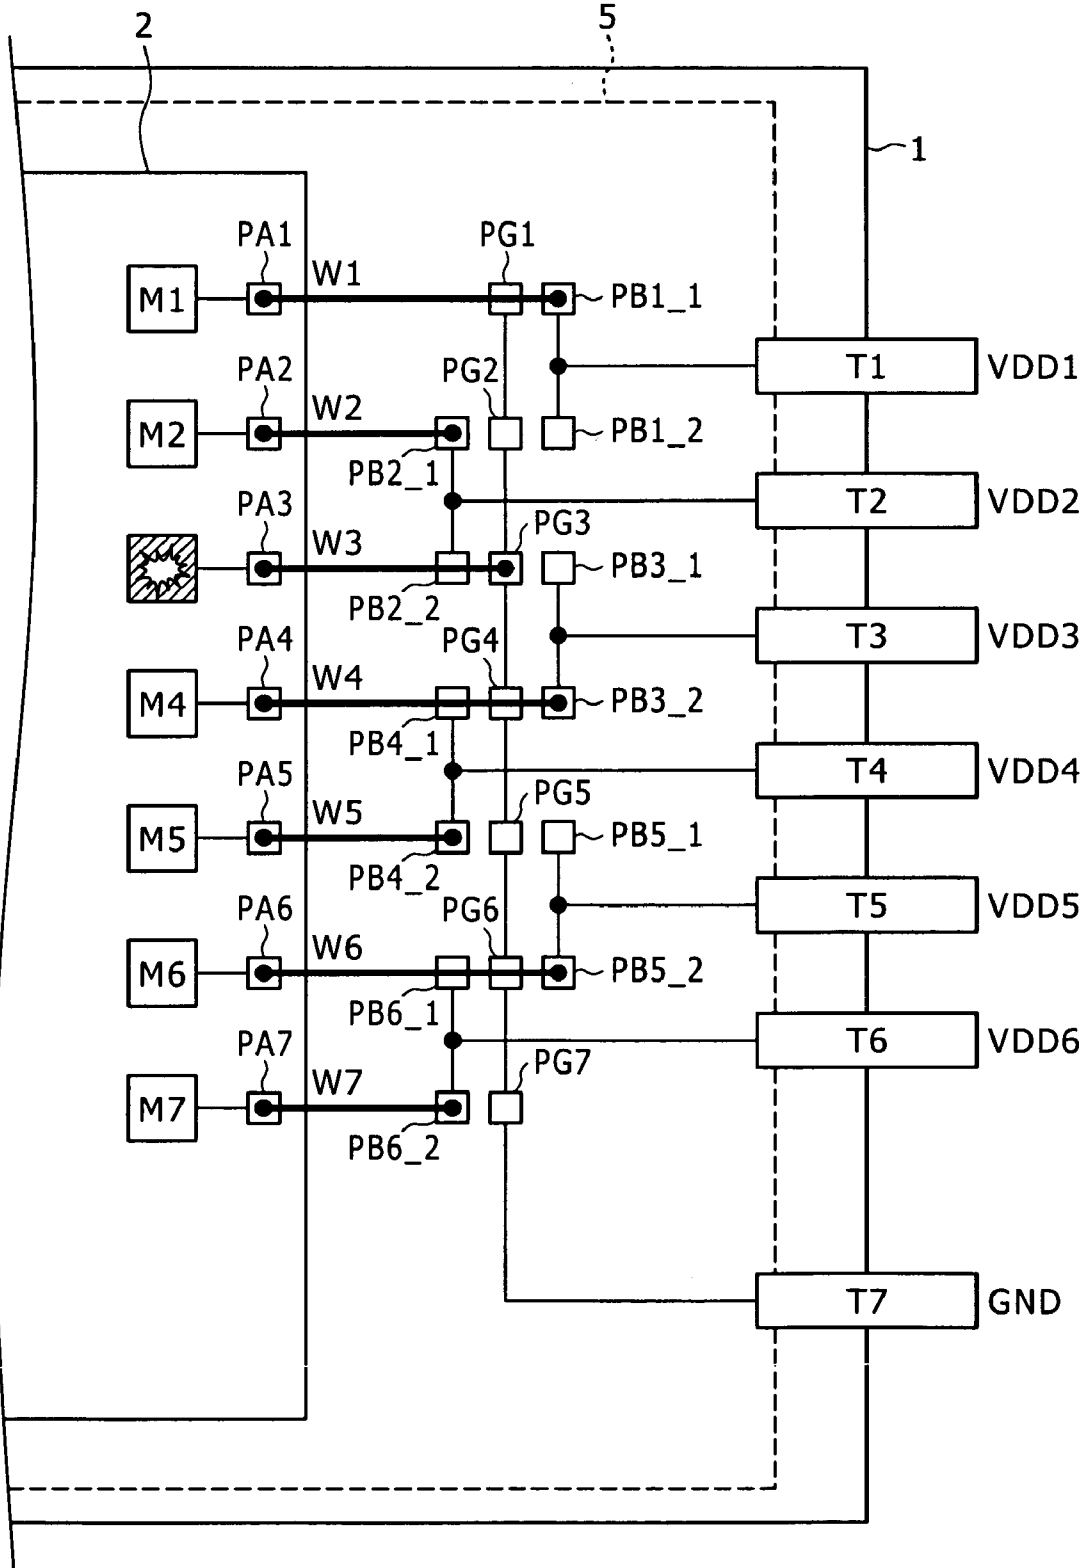 2
5
1
PA1
PG1
W1
M1
PB1_1
T1
VDD1
PA2
PG2
W2
M2
PB1_2
PB2_1
T2
VDD2
PA3
PG3
W3
PB3_1
PB2_2
T3
VDD3
PA4
PG4
W4
M4
PB3_2
PB4_1
T4
VDD4
PA5
PG5
W5
M5
PB5_1
PB4_2
T5
VDD5
PA6
PG6
W6
M6
PB5_2
PB6_1
T6
VDD6
PA7
PG7
W7
M7
PB6_2
T7
GND